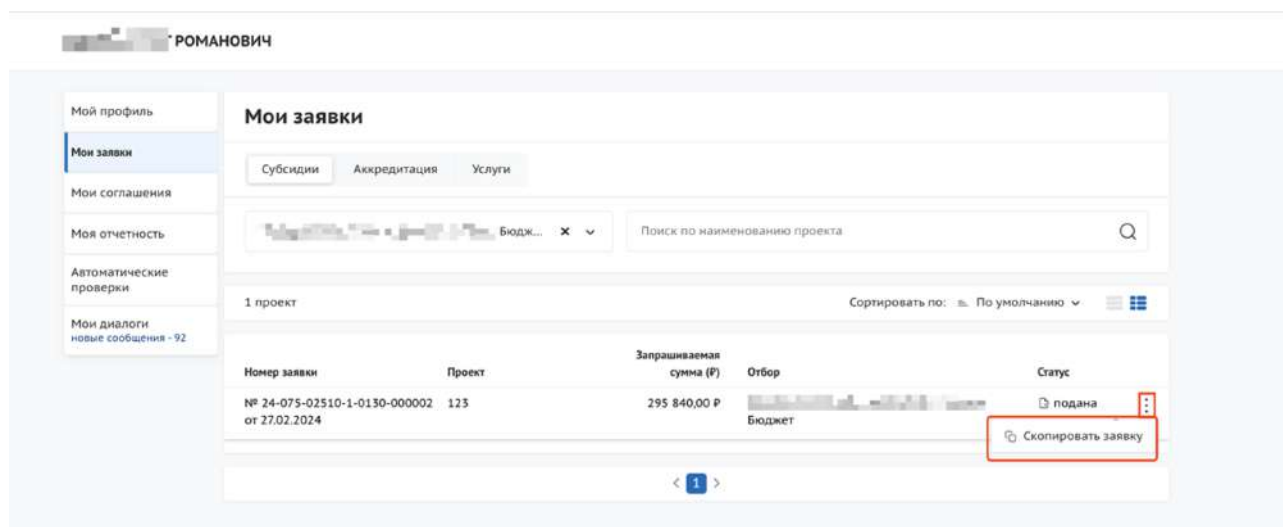 РОМАНОВИЧ
Мой профиль
Мои заявки
Мои соглашения
Моя отчетность
Автоматические
проверки
Мои диалоги
новые сообщения - 92
Мои заявки
Субсидии Аккредитация Услуги
Бюдж...
Поиск по наименованию проекта
1 проект
Сортировать по: По умолчанию
Номер заявки Проект Запрашиваемая
сумма (₽) Отбор Статус
№ 24-075-02510-1-0130-000002 123 295 840,00 ₽ подана
от 27.02.2024 Бюджет
Скопировать заявку
1